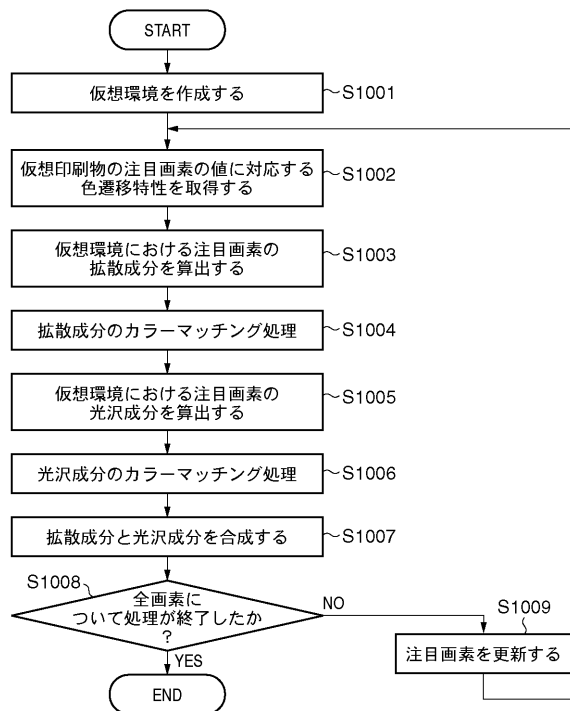 START
仮想環境を作成する
S1001
仮想印刷物の注目画素の値に対応する
色遷移特性を取得する
S1002
仮想環境における注目画素の
拡散成分を算出する
S1003
拡散成分のカラーマッチング処理
S1004
仮想環境における注目画素の
光沢成分を算出する
S1005
光沢成分のカラーマッチング処理
S1006
拡散成分と光沢成分を合成する
S1007
S1008
全画素に
ついて処理が終了したか
?
NO
YES
S1009
注目画素を更新する
END